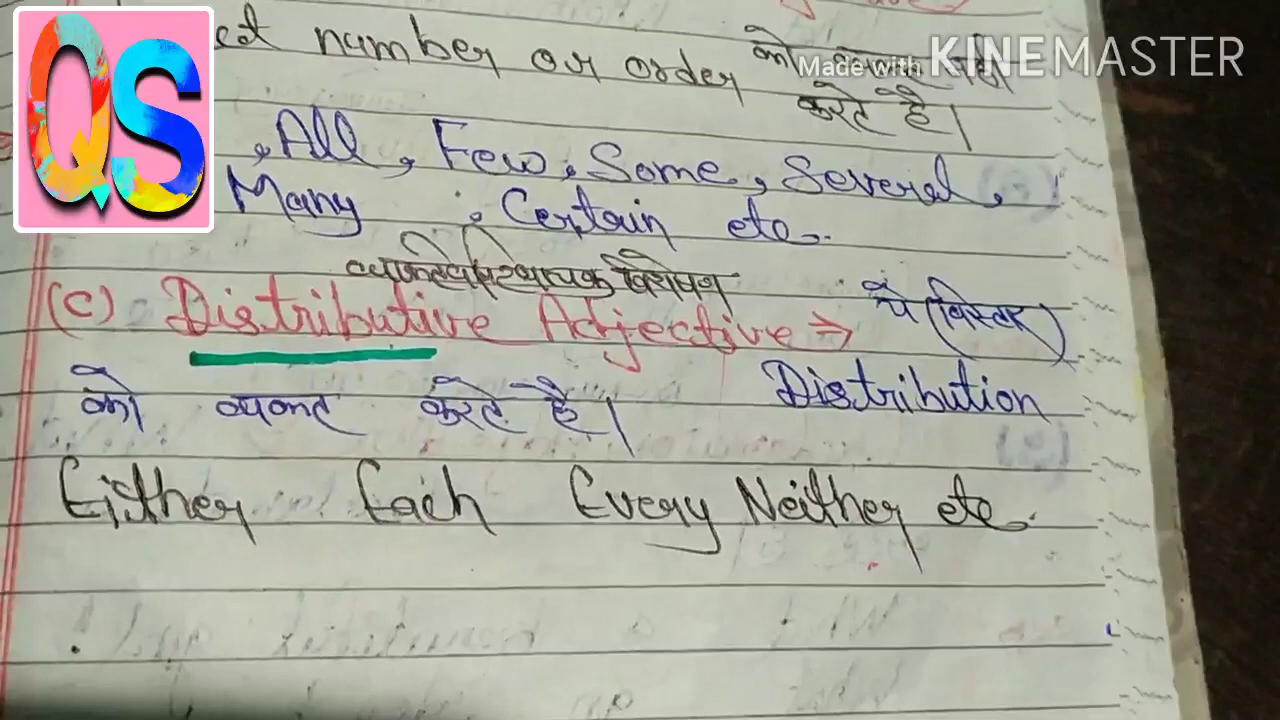 QS
Made with KINEMASTER
number or order को
करते है।
, All, Few, Some, Several,
Many , Certain etc.
विशेषण
(C) Distributive Adjective ⇒ ये (विस्तार)
को व्यक्त करते है। Distribution
Either Each Every Neither etc.